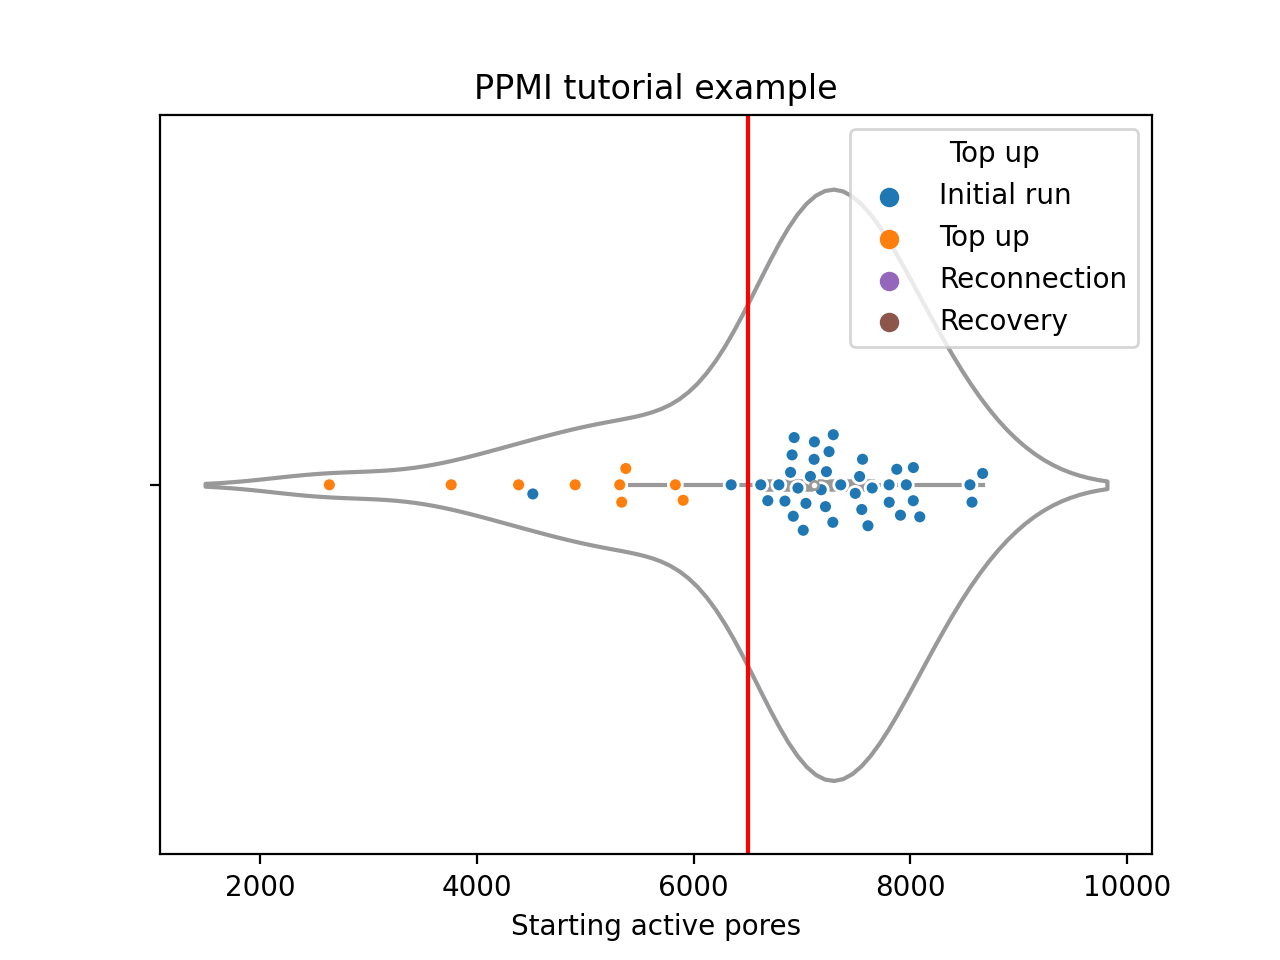 PPMI tutorial example
Top up
Initial run
Top up
Reconnection
Recovery
2000 4000 6000 8000 10000
Starting active pores